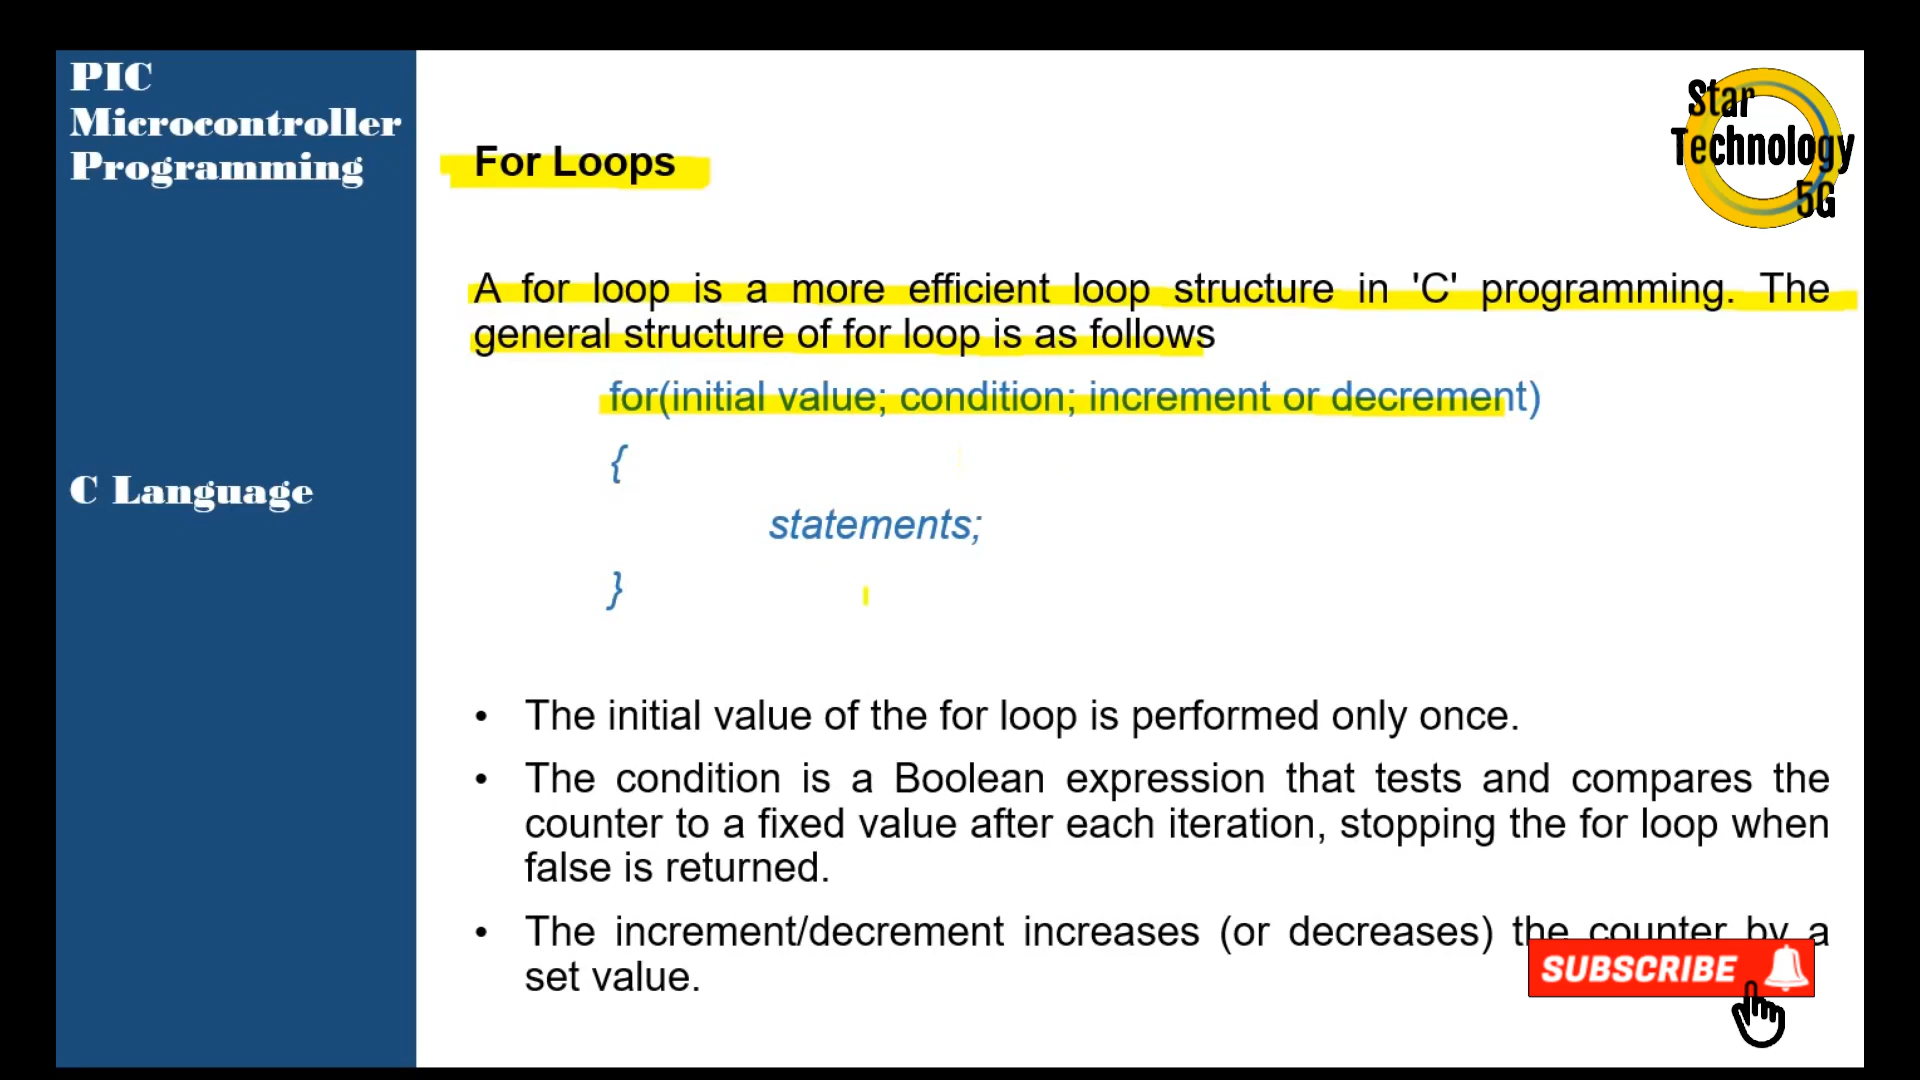 PIC
Microcontroller
Programming
C Language
Star
Technology
5G
For Loops
A for loop is a more efficient loop structure in 'C' programming. The
general structure of for loop is as follows
for(initial value; condition; increment or decrement)
{
statements;
}
• The initial value of the for loop is performed only once.
• The condition is a Boolean expression that tests and compares the
counter to a fixed value after each iteration, stopping the for loop when
false is returned.
• The increment/decrement increases (or decreases) the counter by a
set value.
SUBSCRIBE